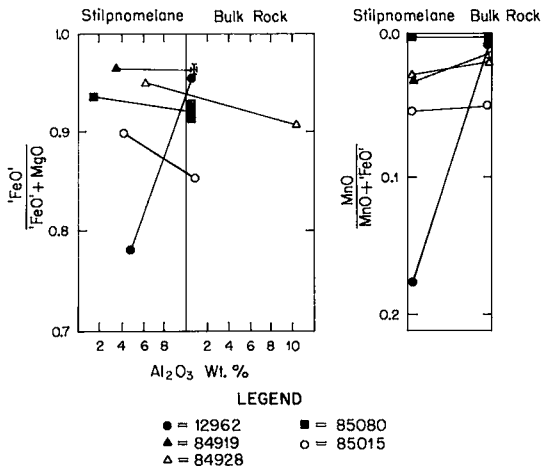 Stilpnomelane Bulk Rock
1.0
0.9
0.8
0.7
'FeO'
'FeO' + MgO
2 4 6 8 2 4 6 8 10
Al₂O₃ Wt. %
Stilpnomelane Bulk Rock
0.0
0.1
0.2
MnO
MnO + 'FeO'
LEGEND
● = 12962
▲ = 84919
△ = 84928
■ = 85080
○ = 85015